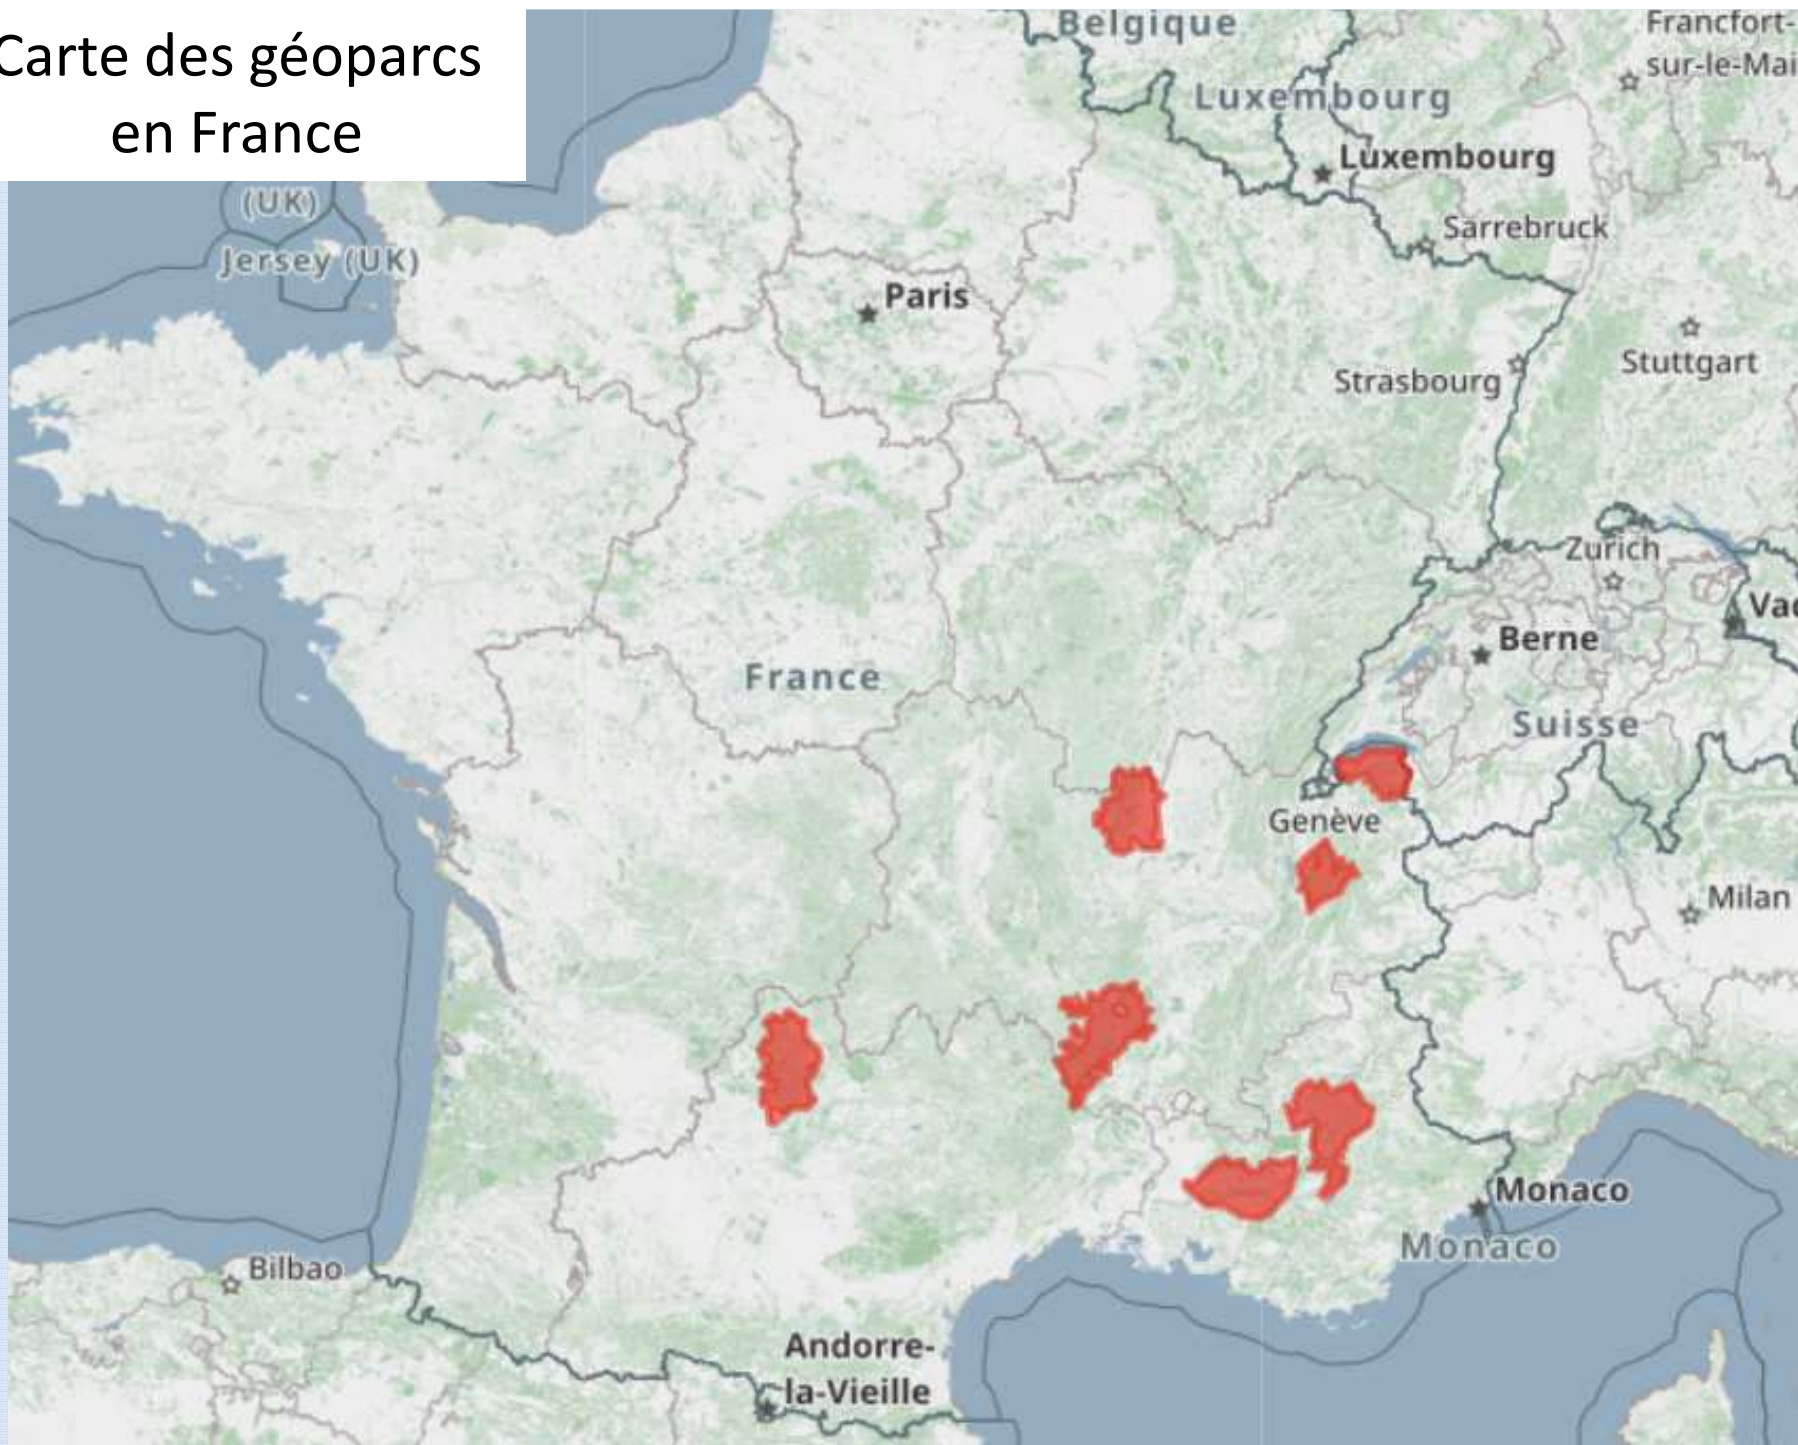 Carte des géoparcs
en France
Belgique
Francfort-
sur-le-Mai
Luxembourg
Luxembourg
(UK)
Sarrebruck
Jersey (UK)
Paris
Stuttgart
Strasbourg
Zurich
Vad
Berne
France
Suisse
Genève
Milan
Monaco
Monaco
Bilbao
Andorre-
la-Vieille